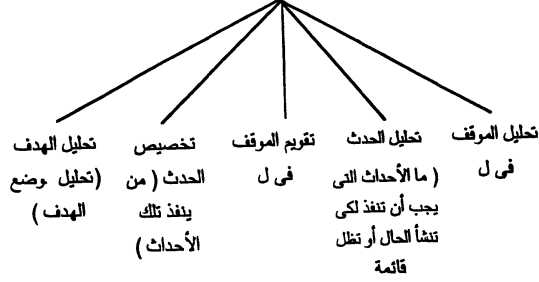 تحليل الموقف
فى ل
تحليل الحدث
( ما الأحداث التى
يجب أن تنفذ لكى
تنشأ الحال أو تظل
قائمة
تقويم الموقف
فى ل
تخصيص
الحدث ( من
ينفذ تلك
الأحداث )
تحليل الهدف
(تحليل وضع
الهدف )